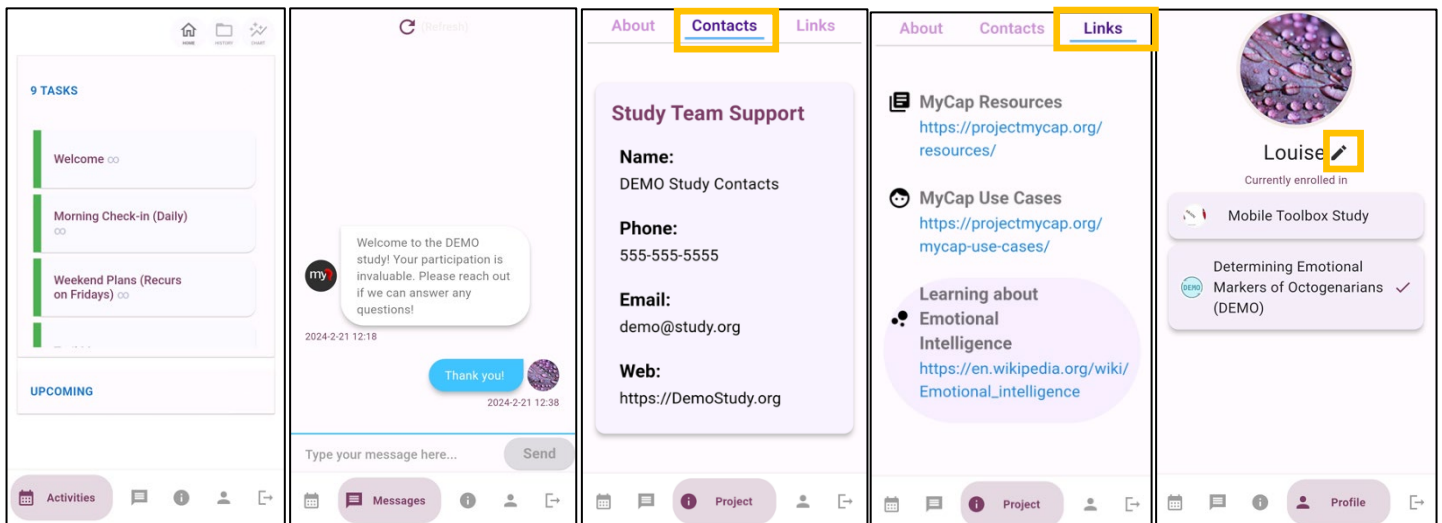 HOME HISTORY CHART
9 TASKS
Welcome ∞
Morning Check-in (Daily)
∞
Weekend Plans (Recurs
on Fridays) ∞
UPCOMING
Activities
(Refresh)
Welcome to the DEMO
study! Your participation is
invaluable. Please reach out
if we can answer any
questions!
my
2024-2-21 12:18
Thank you!
2024-2-21 12:38
Type your message here...
Send
Messages
About Contacts Links
Study Team Support
Name:
DEMO Study Contacts
Phone:
555-555-5555
Email:
demo@study.org
Web:
https://DemoStudy.org
Project
About Contacts Links
MyCap Resources
https://projectmycap.org/
resources/
MyCap Use Cases
https://projectmycap.org/
mycap-use-cases/
Learning about
Emotional
Intelligence
https://en.wikipedia.org/wiki/
Emotional_intelligence
Project
Louise
Currently enrolled in
Mobile Toolbox Study
DEMO
Determining Emotional
Markers of Octogenarians
(DEMO)
Profile